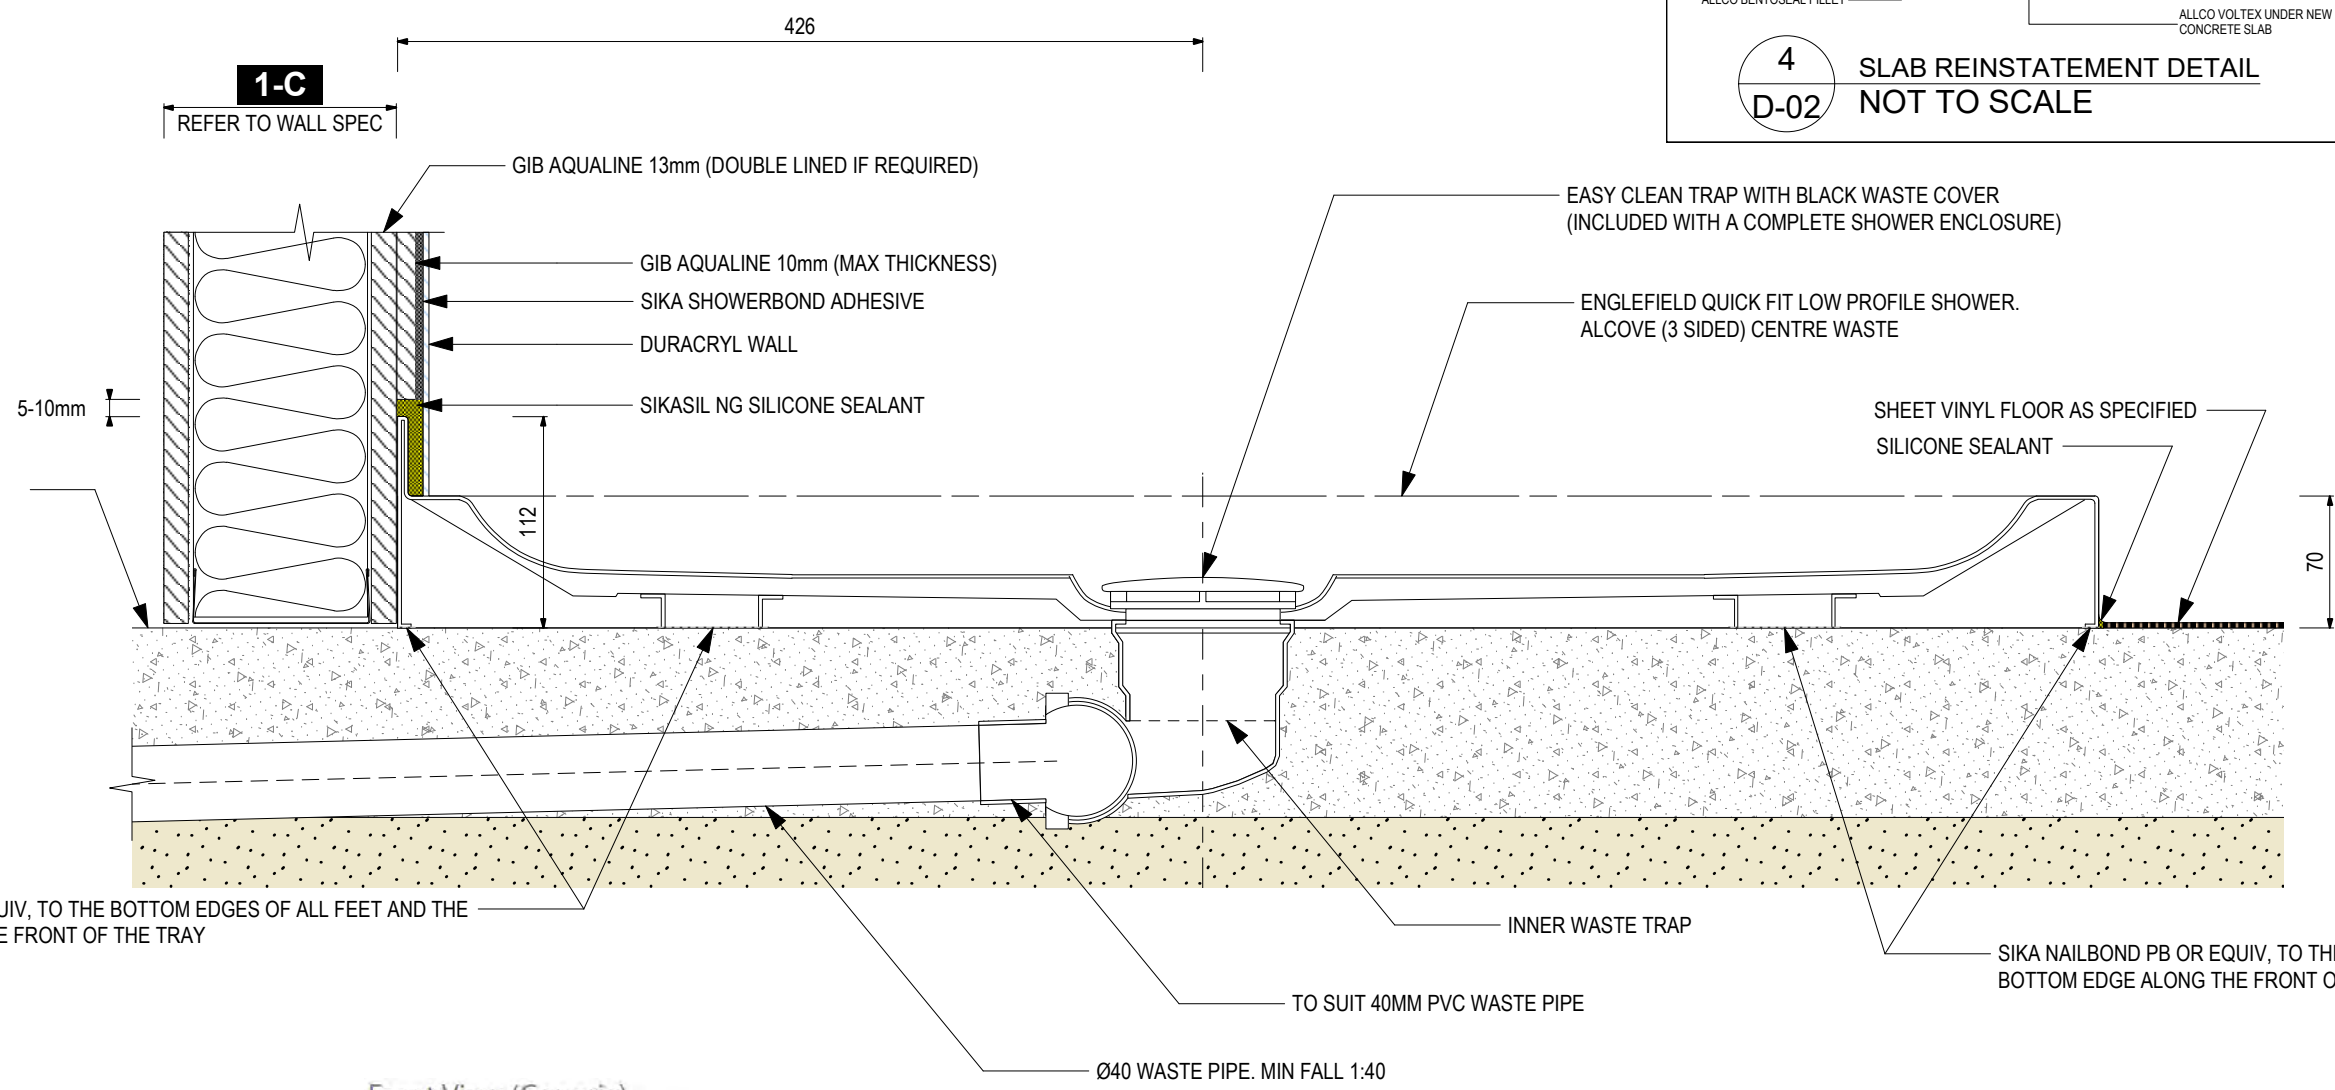 ALLCO BENTOSEAL FILLET
ALLCO VOLTEX UNDER NEW
CONCRETE SLAB
4
D-02
SLAB REINSTATEMENT DETAIL
NOT TO SCALE
426
1-C
REFER TO WALL SPEC
GIB AQUALINE 13mm (DOUBLE LINED IF REQUIRED)
EASY CLEAN TRAP WITH BLACK WASTE COVER
(INCLUDED WITH A COMPLETE SHOWER ENCLOSURE)
GIB AQUALINE 10mm (MAX THICKNESS)
SIKA SHOWERBOND ADHESIVE
DURACRYL WALL
ENGLEFIELD QUICK FIT LOW PROFILE SHOWER.
ALCOVE (3 SIDED) CENTRE WASTE
5-10mm
SIKASIL NG SILICONE SEALANT
SHEET VINYL FLOOR AS SPECIFIED
SILICONE SEALANT
112
70
UIV, TO THE BOTTOM EDGES OF ALL FEET AND THE
E FRONT OF THE TRAY
INNER WASTE TRAP
SIKA NAILBOND PB OR EQUIV, TO THE
BOTTOM EDGE ALONG THE FRONT O
TO SUIT 40MM PVC WASTE PIPE
Ø40 WASTE PIPE. MIN FALL 1:40